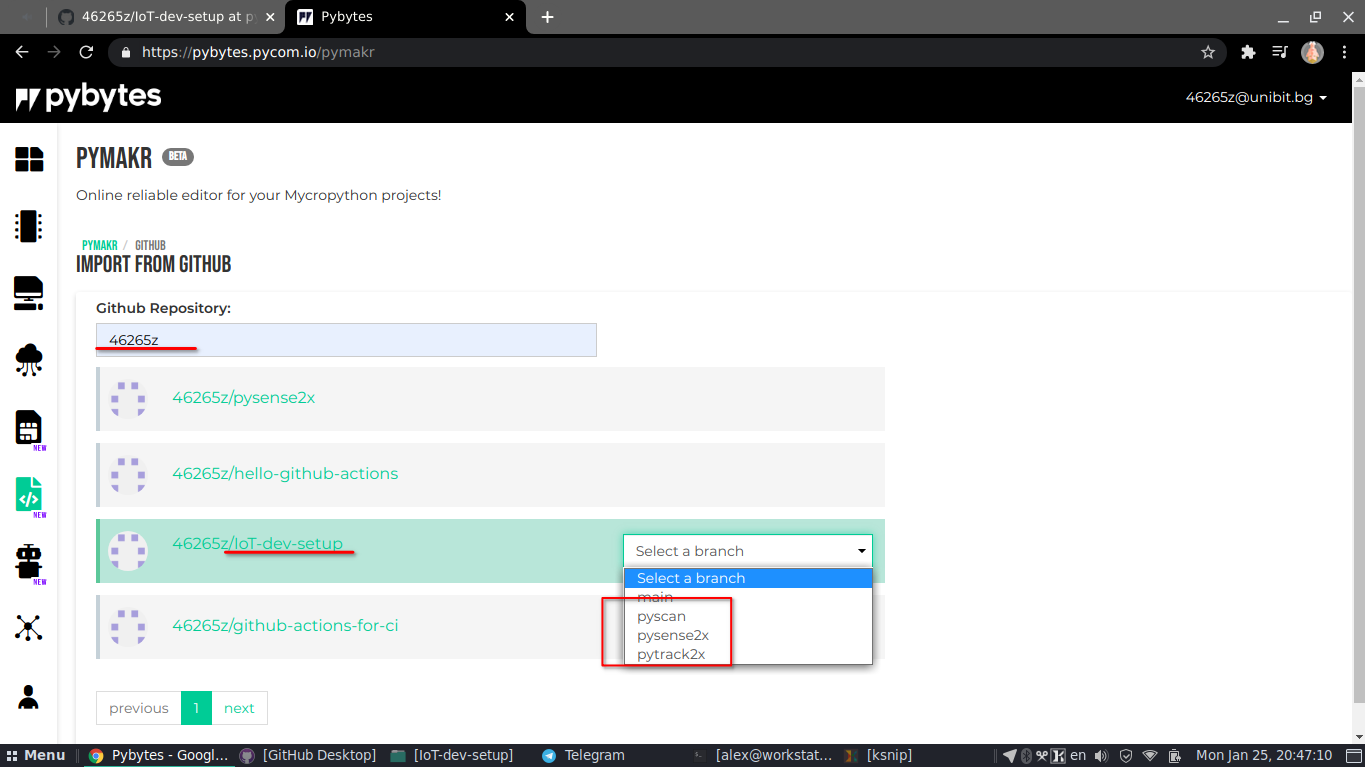 46265z/IoT-dev-setup at p
Pybytes
https://pybytes.pycom.io/pymakr
pybytes
46265z@unibit.bg
PYMAKR BETA
Online reliable editor for your Mycropython projects!
PYMAKR / GITHUB
IMPORT FROM GITHUB
Github Repository:
46265z
46265z/pysense2x
46265z/hello-github-actions
46265z/IoT-dev-setup
Select a branch
Select a branch
main
pyscan
pysense2x
pytrack2x
46265z/github-actions-for-ci
NEW
NEW
NEW
previous 1 next
Menu Pybytes - Googl... [GitHub Desktop] [IoT-dev-setup] Telegram [alex@workstat... [ksnip] en Mon Jan 25, 20:47:10